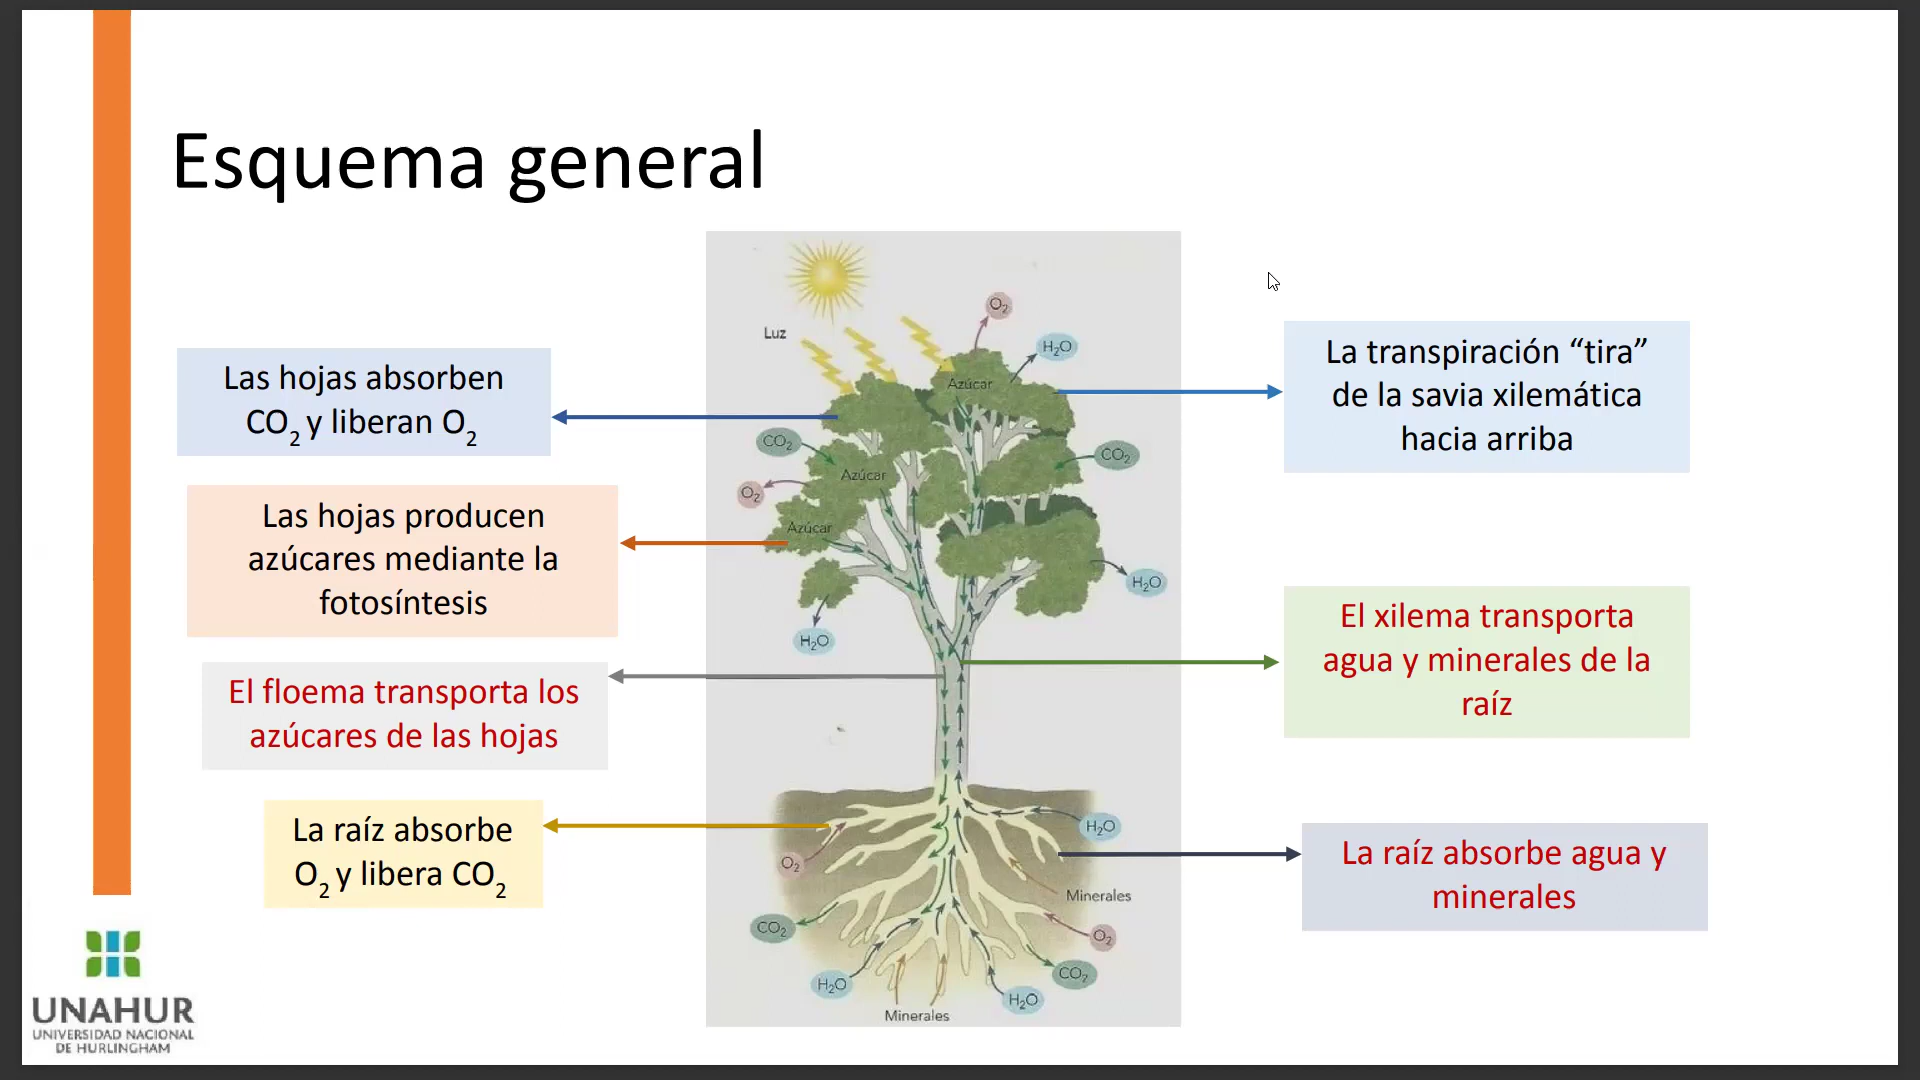 Esquema general
Las hojas absorben
CO2 y liberan O2
Las hojas producen
azúcares mediante la
fotosíntesis
El floema transporta los
azúcares de las hojas
La raíz absorbe
O2 y libera CO2
Luz
O2
H2O
Azúcar
CO2
CO2
Azúcar
O2
Azúcar
H2O
H2O
H2O
O2
Minerales
CO2
O2
CO2
H2O
H2O
Minerales
La transpiración “tira”
de la savia xilemática
hacia arriba
El xilema transporta
agua y minerales de la
raíz
La raíz absorbe agua y
minerales
UNAHUR
UNIVERSIDAD NACIONAL
DE HURLINGHAM